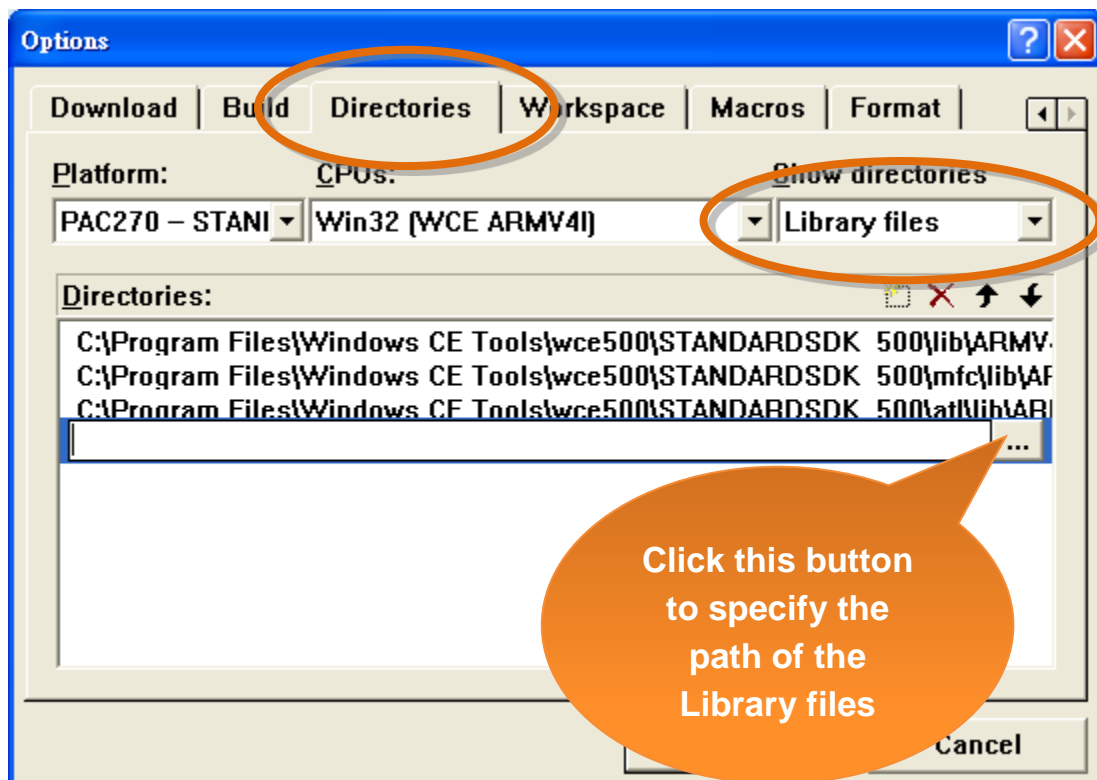 Options
Download Build Directories Workspace Macros Format
Platform: CPUs: Show directories
PAC270 – STANI Win32 (WCE ARMV4I) Library files
Directories:
C:\Program Files\Windows CE Tools\wce500\STANDARDSDK_500\lib\ARMV
C:\Program Files\Windows CE Tools\wce500\STANDARDSDK_500\mfc\lib\AR
C:\Program Files\Windows CE Tools\wce500\STANDARDSDK_500\atl\lib\ARI
...
Click this button
to specify the
path of the
Library files
Cancel